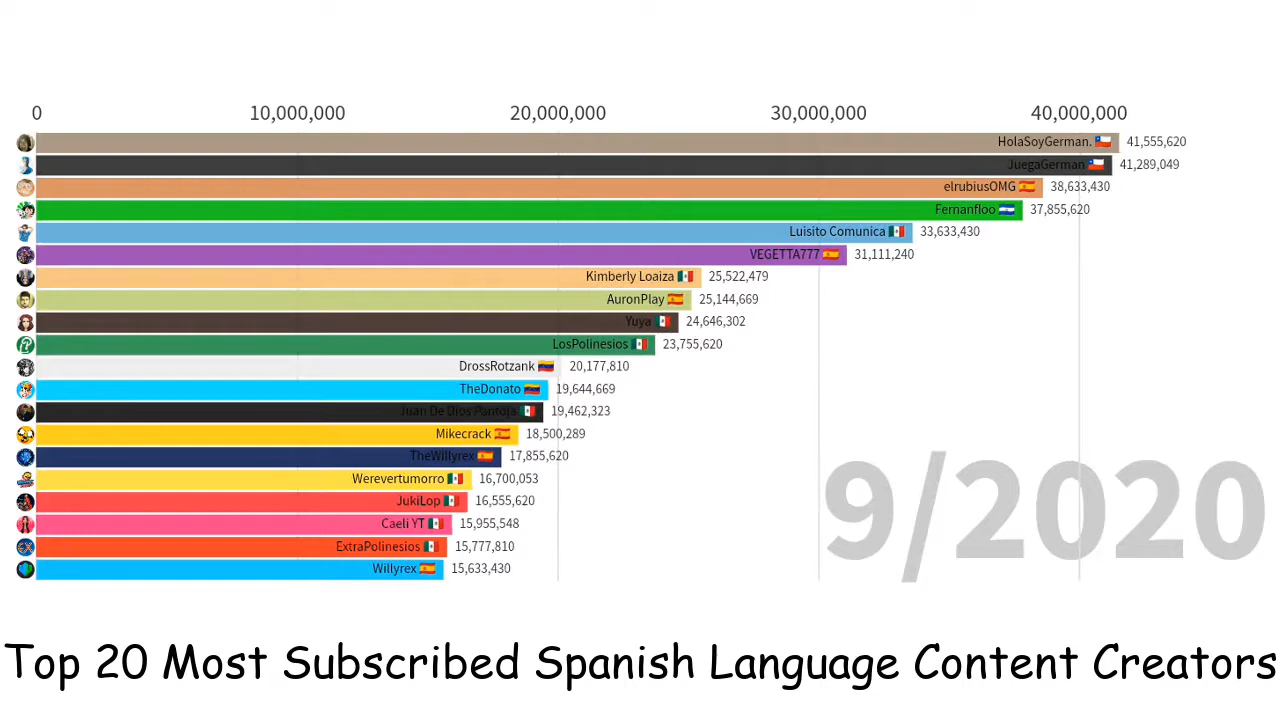 0 10,000,000 20,000,000 30,000,000 40,000,000
HolaSoyGerman. 41,555,620
JuegaGerman 41,289,049
elrubiusOMG 38,633,430
Fernanfloo 37,855,620
Luisito Comunica 33,633,430
VEGETTA777 31,111,240
Kimberly Loaiza 25,522,479
AuronPlay 25,144,669
Yuya 24,646,302
LosPolinesios 23,755,620
DrossRotzank 20,177,810
TheDonato 19,644,669
Juan De Dios Pantoja 19,462,323
Mikecrack 18,500,289
TheWillyrex 17,855,620
Werevertumorro 16,700,053
JukiLop 16,555,620
Caeli YT 15,955,548
ExtraPolinesios 15,777,810
Willyrex 15,633,430
9/2020
Top 20 Most Subscribed Spanish Language Content Creators